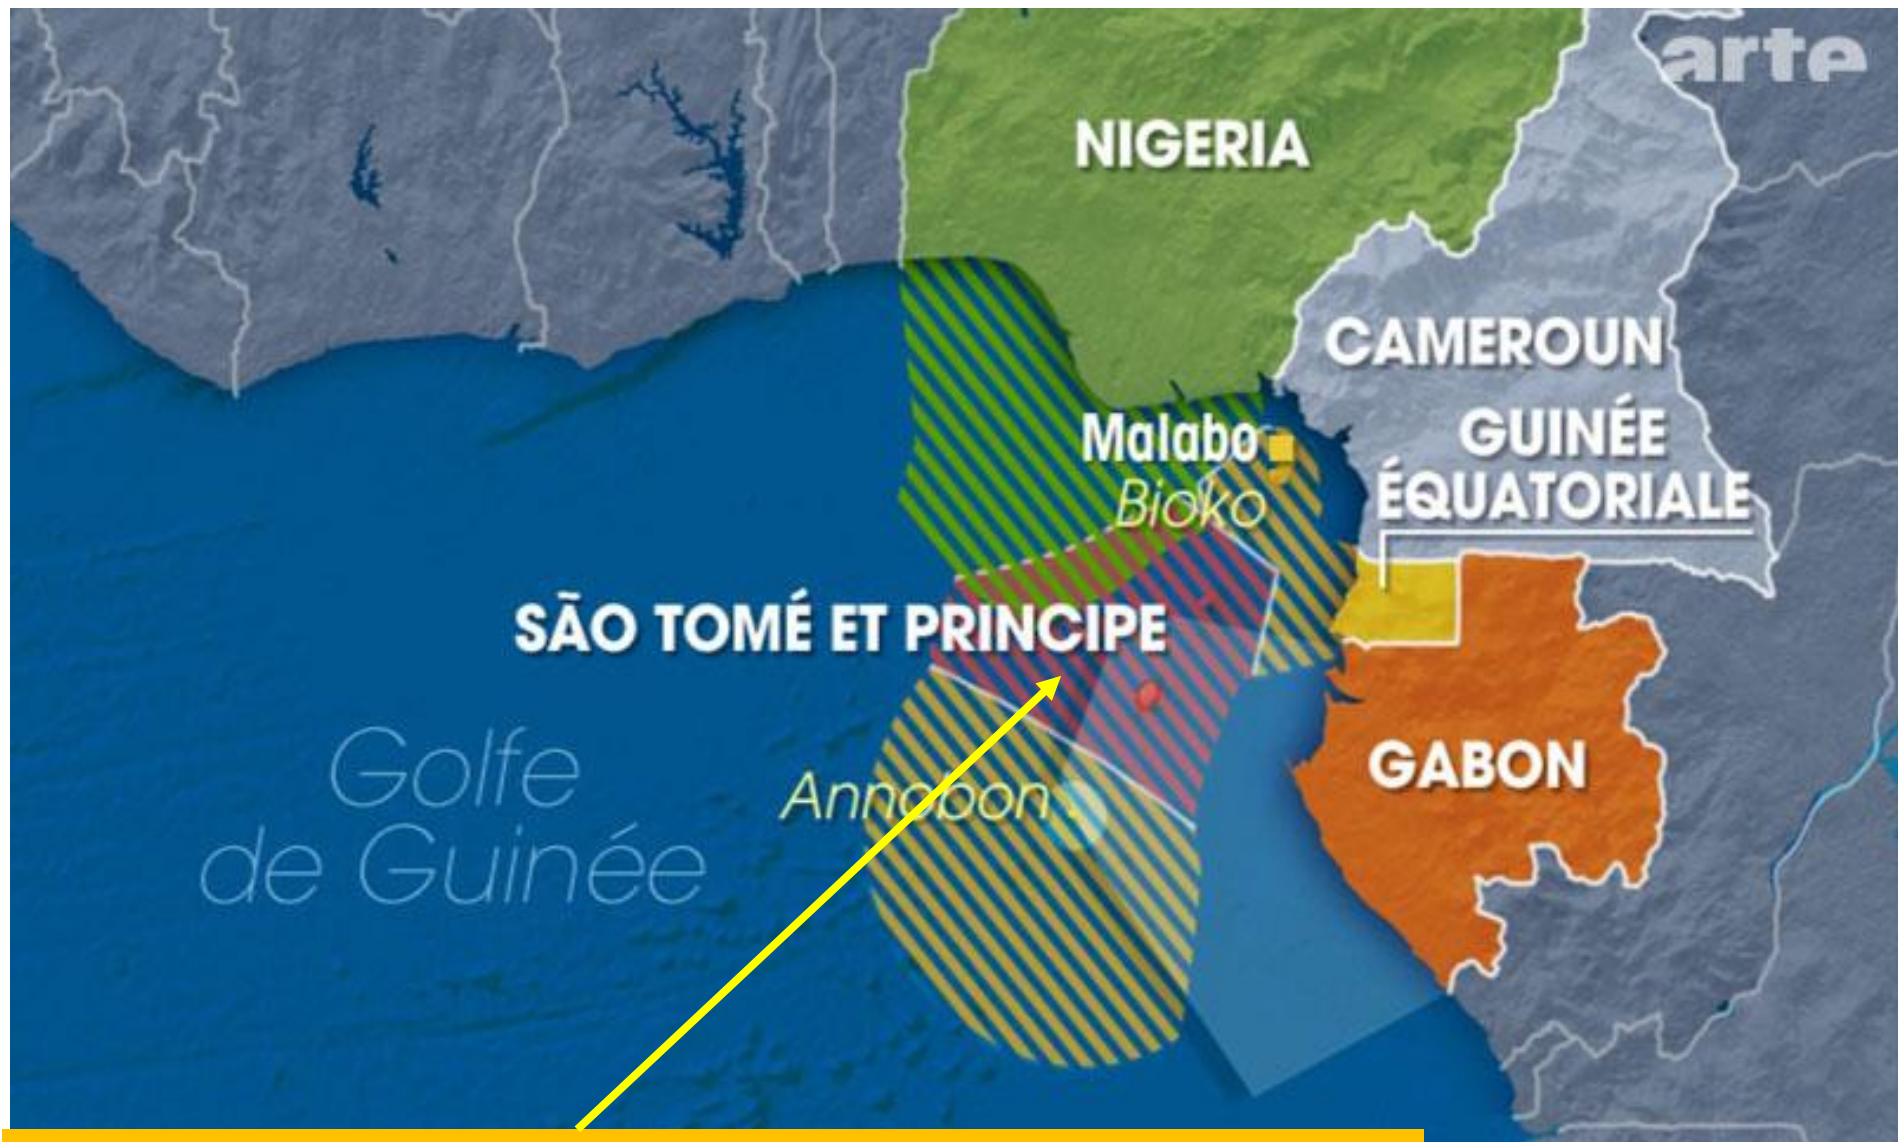 arte
NIGERIA
CAMEROUN
GUINÉE
ÉQUATORIALE
Malabo
Bioko
SÃO TOMÉ ET PRINCIPE
Golfe
de Guinée
Annobon
GABON